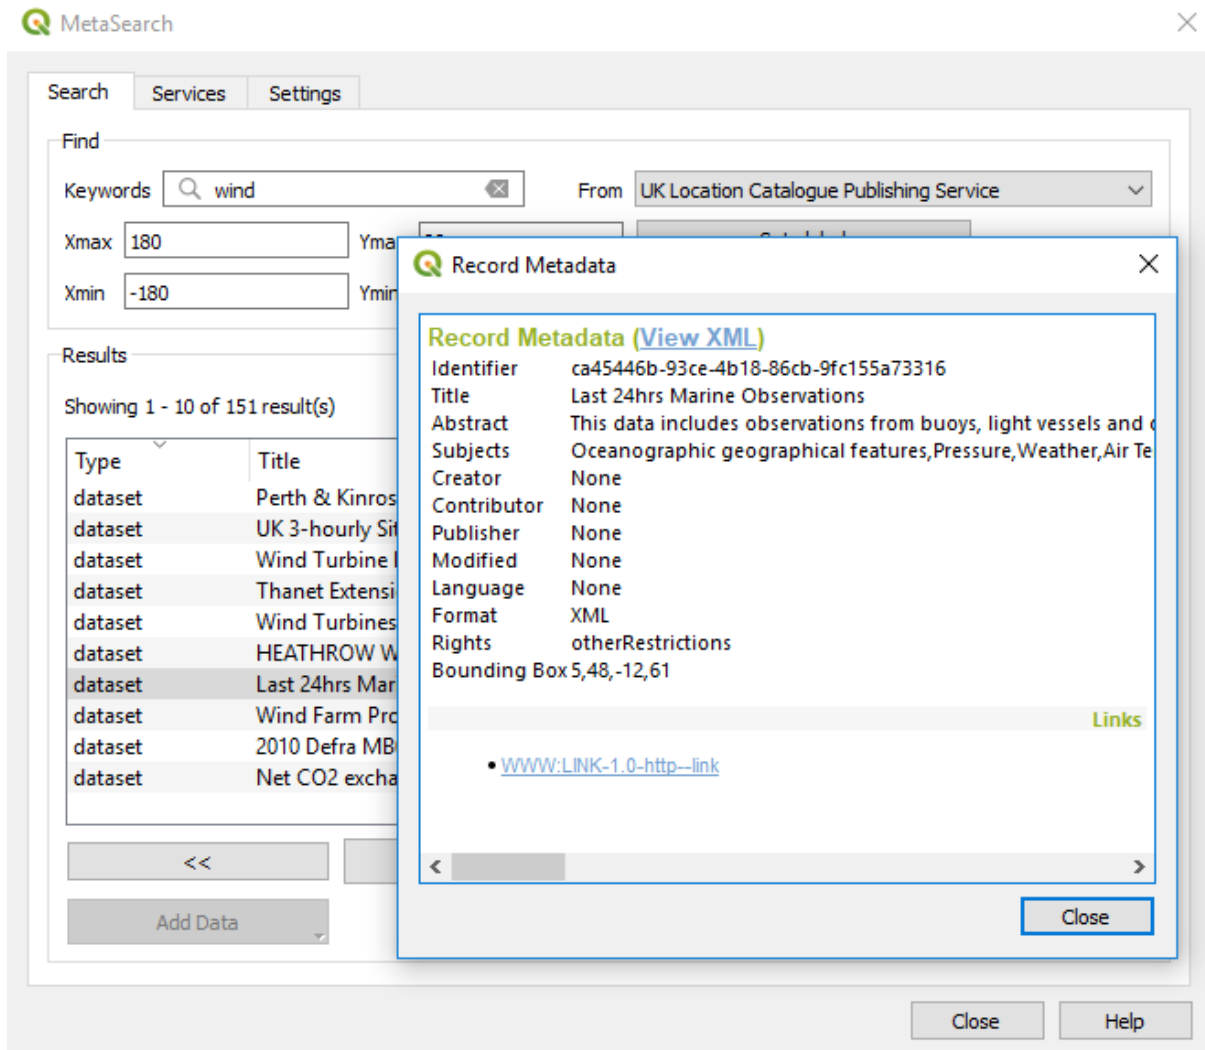 MetaSearch
Search Services Settings
Find
Keywords wind From UK Location Catalogue Publishing Service
Xmax 180
Xmin -180 Ymin
Results
Showing 1 - 10 of 151 result(s)
Type Title
dataset Perth & Kinros
dataset UK 3-hourly Sit
dataset Wind Turbine
dataset Thanet Extensi
dataset Wind Turbines
dataset HEATHROW W
dataset Last 24hrs Mar
dataset Wind Farm Pro
dataset 2010 Defra MB
dataset Net CO2 excha
<<
Add Data
Record Metadata
Record Metadata (View XML)
Identifier ca45446b-93ce-4b18-86cb-9fc155a73316
Title Last 24hrs Marine Observations
Abstract This data includes observations from buoys, light vessels and
Subjects Oceanographic geographical features,Pressure,Weather,Air Te
Creator None
Contributor None
Publisher None
Modified None
Language None
Format XML
Rights otherRestrictions
Bounding Box 5,48,-12,61
Links
• WWW:LINK-1.0-http--link
Close
Close Help